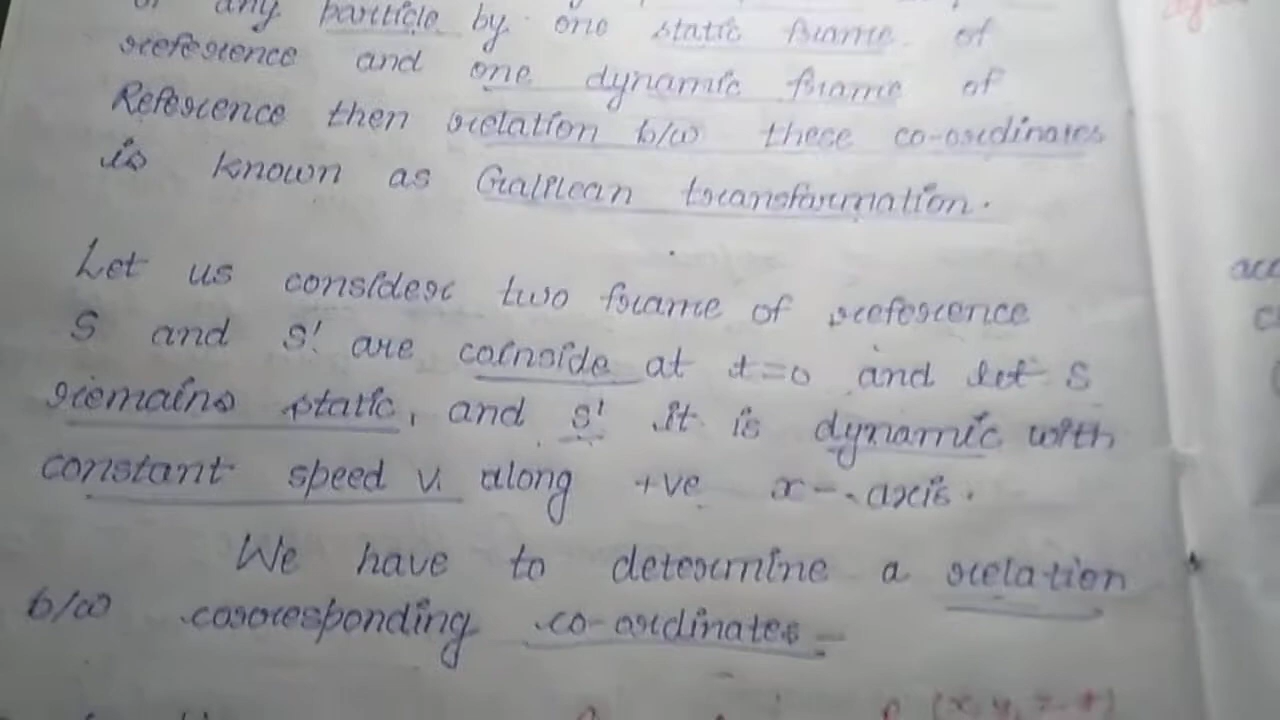 of any particle by one static frame of
reference and one dynamic frame of
Reference then relation b/w these co-ordinates
is known as Galilean transformation.
Let us consider two frame of reference
S and S' are coinside at t=0 and let S
remains static, and S' it is dynamic with
constant speed v. along +ve x-axis.
We have to determine a relation
b/w corresponding co-ordinates
P (x, y, z, t)